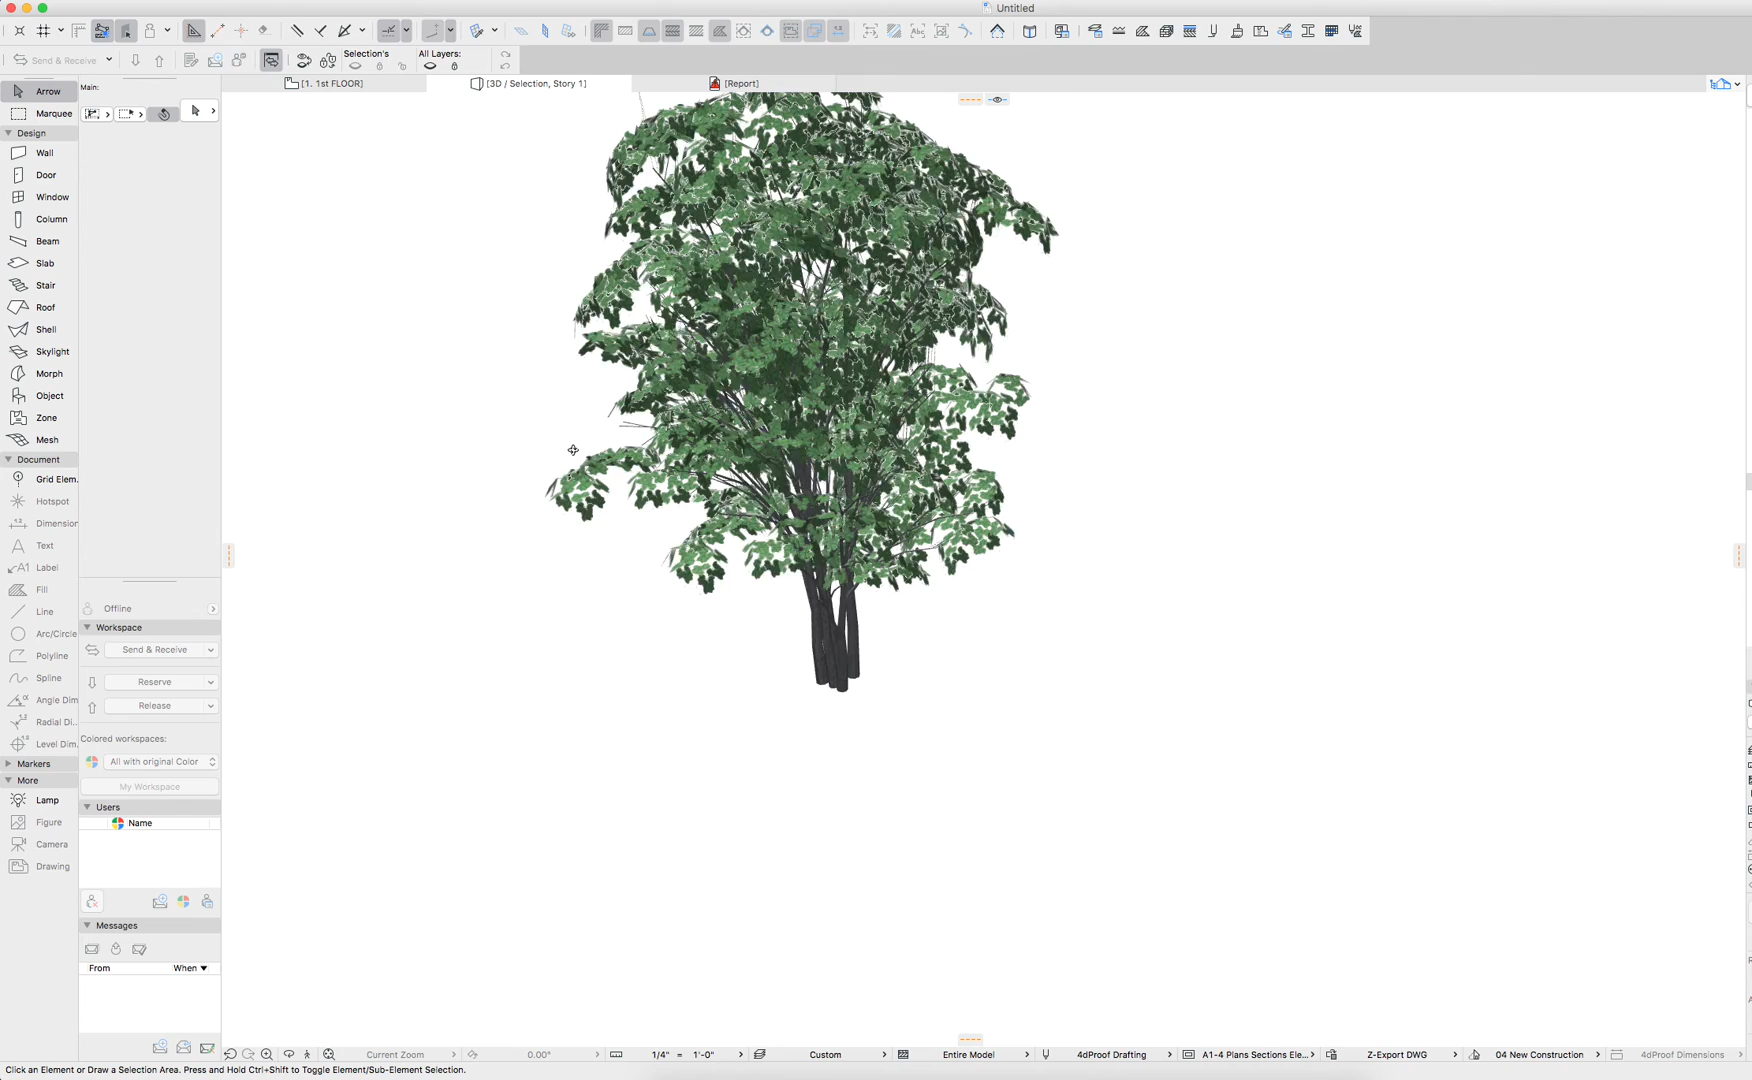 Untitled
Send & Receive
Selection's
All Layers:
Abc
[1. 1st FLOOR]
[3D / Selection, Story 1]
[Report]
Arrow
Marquee
Main:
Design
Wall
Door
Window
Column
Beam
Slab
Stair
Roof
Shell
Skylight
Morph
Object
Zone
Mesh
Document
Grid Elem.
Hotspot
Dimension
Text
A1
Label
Fill
Line
Arc/Circle
Polyline
Spline
Angle Dim
Radial Di...
Level Dim.
Markers
More
Lamp
Figure
Camera
Drawing
Offline
Workspace
Send & Receive
Reserve
Release
Colored workspaces:
All with original Color
My Workspace
Users
Name
Messages
From
When
Current Zoom
0.00°
1/4" = 1'-0"
Custom
Entire Model
4dProof Drafting
A1-4 Plans Sections Ele...
Z-Export DWG
04 New Construction
4dProof Dimensions
Click an Element or Draw a Selection Area. Press and Hold Ctrl+Shift to Toggle Element/Sub-Element Selection.